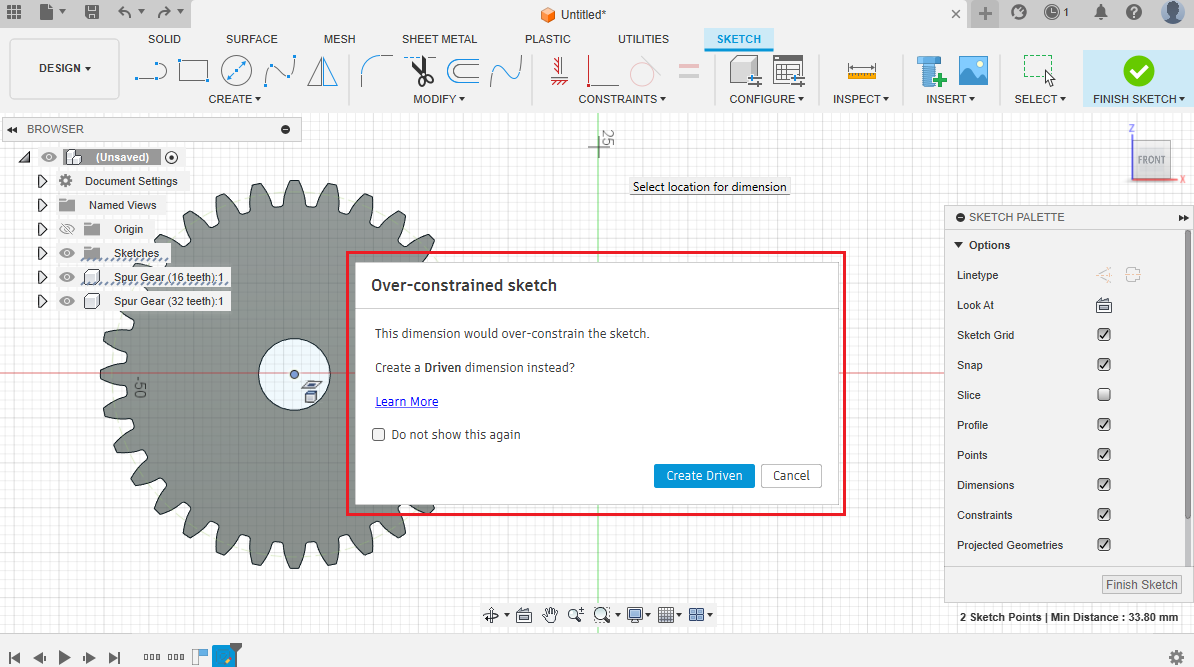 Untitled*
1
SOLID
SURFACE
MESH
SHEET METAL
PLASTIC
UTILITIES
SKETCH
DESIGN
CREATE
MODIFY
CONSTRAINTS
CONFIGURE
INSPECT
INSERT
SELECT
FINISH SKETCH
BROWSER
(Unsaved)
Document Settings
Named Views
Origin
Sketches
Spur Gear (16 teeth):1
Spur Gear (32 teeth):1
25
Select location for dimension
-50
Z
FRONT
X
Over-constrained sketch
This dimension would over-constrain the sketch.
Create a Driven dimension instead?
Learn More
Do not show this again
Create Driven
Cancel
SKETCH PALETTE
Options
Linetype
Look At
Sketch Grid
Snap
Slice
Profile
Points
Dimensions
Constraints
Projected Geometries
Finish Sketch
2 Sketch Points | Min Distance : 33.80 mm